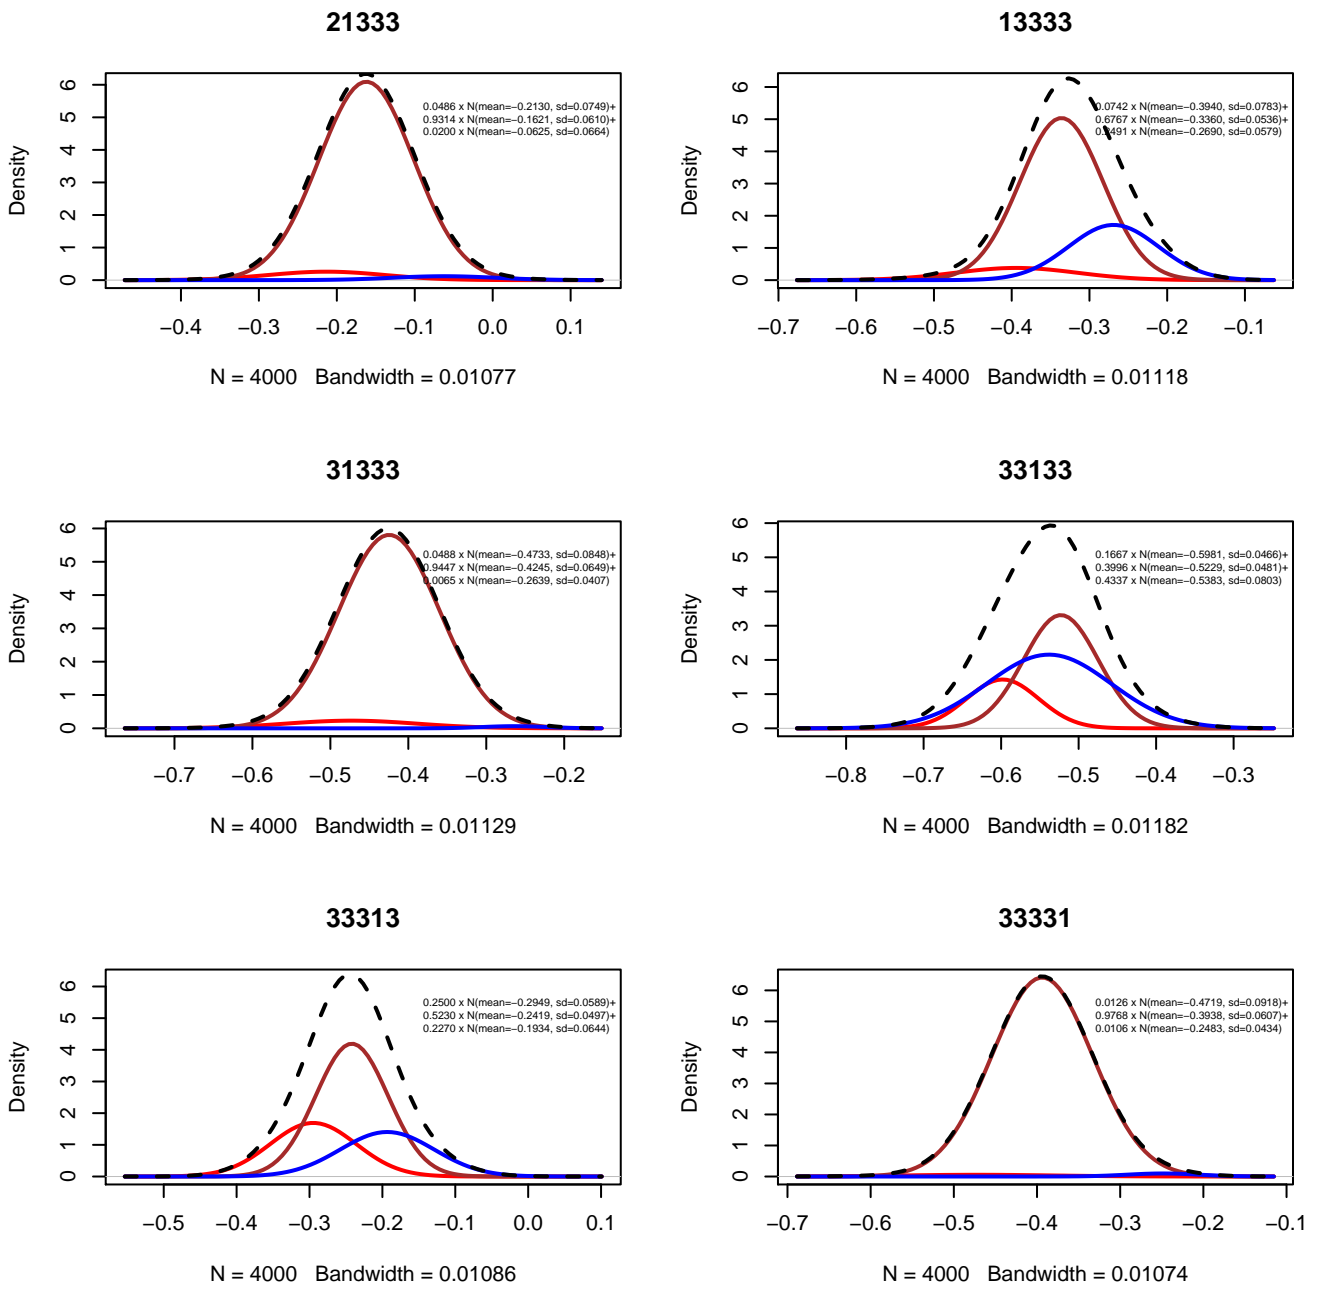 21333
Density
0 1 2 3 4 5 6
0.0486 x N(mean=−0.2130, sd=0.0749)+
0.9314 x N(mean=−0.1621, sd=0.0610)+
0.0200 x N(mean=−0.0625, sd=0.0664)
−0.4 −0.3 −0.2 −0.1 0.0 0.1
N = 4000 Bandwidth = 0.01077
13333
Density
0 1 2 3 4 5 6
0.0742 x N(mean=−0.3940, sd=0.0783)+
0.6767 x N(mean=−0.3360, sd=0.0536)+
0.2491 x N(mean=−0.2690, sd=0.0579)
−0.7 −0.6 −0.5 −0.4 −0.3 −0.2 −0.1
N = 4000 Bandwidth = 0.01118
31333
Density
0 1 2 3 4 5 6
0.0488 x N(mean=−0.4733, sd=0.0848)+
0.9447 x N(mean=−0.4245, sd=0.0649)+
0.0065 x N(mean=−0.2639, sd=0.0407)
−0.7 −0.6 −0.5 −0.4 −0.3 −0.2
N = 4000 Bandwidth = 0.01129
33133
Density
0 1 2 3 4 5 6
0.1667 x N(mean=−0.5981, sd=0.0466)+
0.3996 x N(mean=−0.5229, sd=0.0481)+
0.4337 x N(mean=−0.5383, sd=0.0803)
−0.8 −0.7 −0.6 −0.5 −0.4 −0.3
N = 4000 Bandwidth = 0.01182
33313
Density
0 1 2 3 4 5 6
0.2500 x N(mean=−0.2949, sd=0.0589)+
0.5230 x N(mean=−0.2419, sd=0.0497)+
0.2270 x N(mean=−0.1934, sd=0.0644)
−0.5 −0.4 −0.3 −0.2 −0.1 0.0 0.1
N = 4000 Bandwidth = 0.01086
33331
Density
0 1 2 3 4 5 6
0.0126 x N(mean=−0.4719, sd=0.0918)+
0.9768 x N(mean=−0.3938, sd=0.0607)+
0.0106 x N(mean=−0.2483, sd=0.0434)
−0.7 −0.6 −0.5 −0.4 −0.3 −0.2 −0.1
N = 4000 Bandwidth = 0.01074